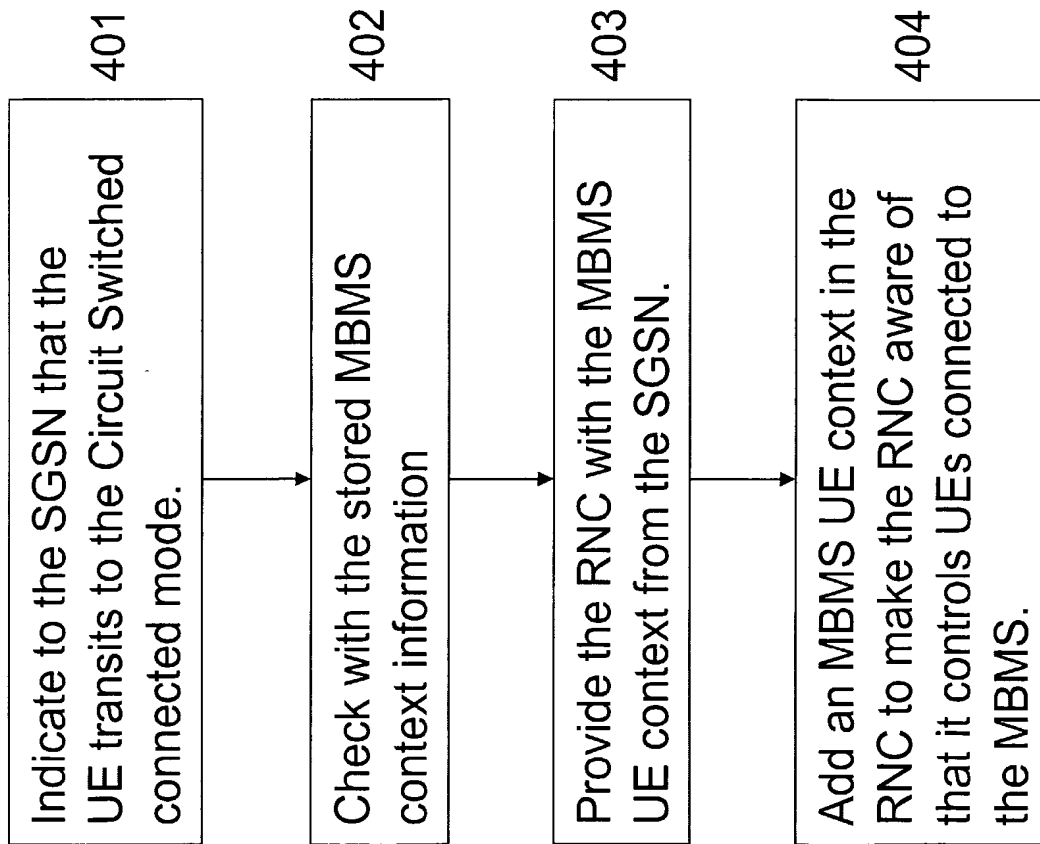 Indicate to the SGSN that the
UE transits to the Circuit Switched
connected mode.
401
Check with the stored MBMS
context information
402
Provide the RNC with the MBMS
UE context from the SGSN.
403
Add an MBMS UE context in the
RNC to make the RNC aware of
that it controls UEs connected to
the MBMS.
404